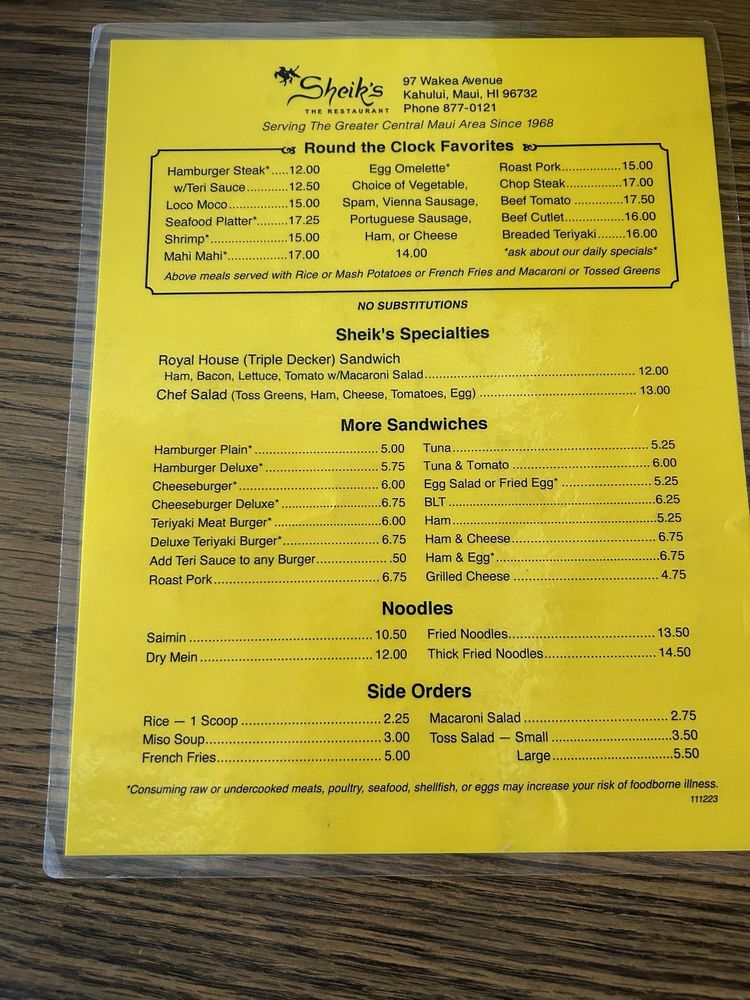 Sheik's
THE RESTAURANT
97 Wakea Avenue
Kahului, Maui, HI 96732
Phone 877-0121
Serving The Greater Central Maui Area Since 1968
Round the Clock Favorites
Hamburger Steak*.....12.00
w/Teri Sauce............12.50
Loco Moco................15.00
Seafood Platter*........17.25
Shrimp*.....................15.00
Mahi Mahi*................17.00
Egg Omelette*
Choice of Vegetable,
Spam, Vienna Sausage,
Portuguese Sausage,
Ham, or Cheese
14.00
Roast Pork................15.00
Chop Steak...............17.00
Beef Tomato .............17.50
Beef Cutlet................16.00
Breaded Teriyaki........16.00
*ask about our daily specials*
Above meals served with Rice or Mash Potatoes or French Fries and Macaroni or Tossed Greens
NO SUBSTITUTIONS
Sheik's Specialties
Royal House (Triple Decker) Sandwich
Ham, Bacon, Lettuce, Tomato w/Macaroni Salad............................................................ 12.00
Chef Salad (Toss Greens, Ham, Cheese, Tomatoes, Egg) ............................................. 13.00
More Sandwiches
Hamburger Plain* ................................... 5.00
Hamburger Deluxe* ................................ 5.75
Cheeseburger*....................................... 6.00
Cheeseburger Deluxe* ........................... 6.75
Teriyaki Meat Burger* .............................6.00
Deluxe Teriyaki Burger*........................... 6.75
Add Teri Sauce to any Burger.................. .50
Roast Pork.............................................. 6.75
Tuna........................................................ 5.25
Tuna & Tomato ....................................... 6.00
Egg Salad or Fried Egg* ......................... 5.25
BLT .........................................................6.25
Ham.........................................................5.25
Ham & Cheese........................................ 6.75
Ham & Egg*.............................................6.75
Grilled Cheese ........................................ 4.75
Noodles
Saimin ................................................... 10.50
Dry Mein ................................................ 12.00
Fried Noodles......................................... 13.50
Thick Fried Noodles............................... 14.50
Side Orders
Rice — 1 Scoop ...................................... 2.25
Miso Soup................................................ 3.00
French Fries............................................. 5.00
Macaroni Salad ....................................... 2.75
Toss Salad — Small .................................3.50
Large.................................5.50
*Consuming raw or undercooked meats, poultry, seafood, shellfish, or eggs may increase your risk of foodborne illness.
111223